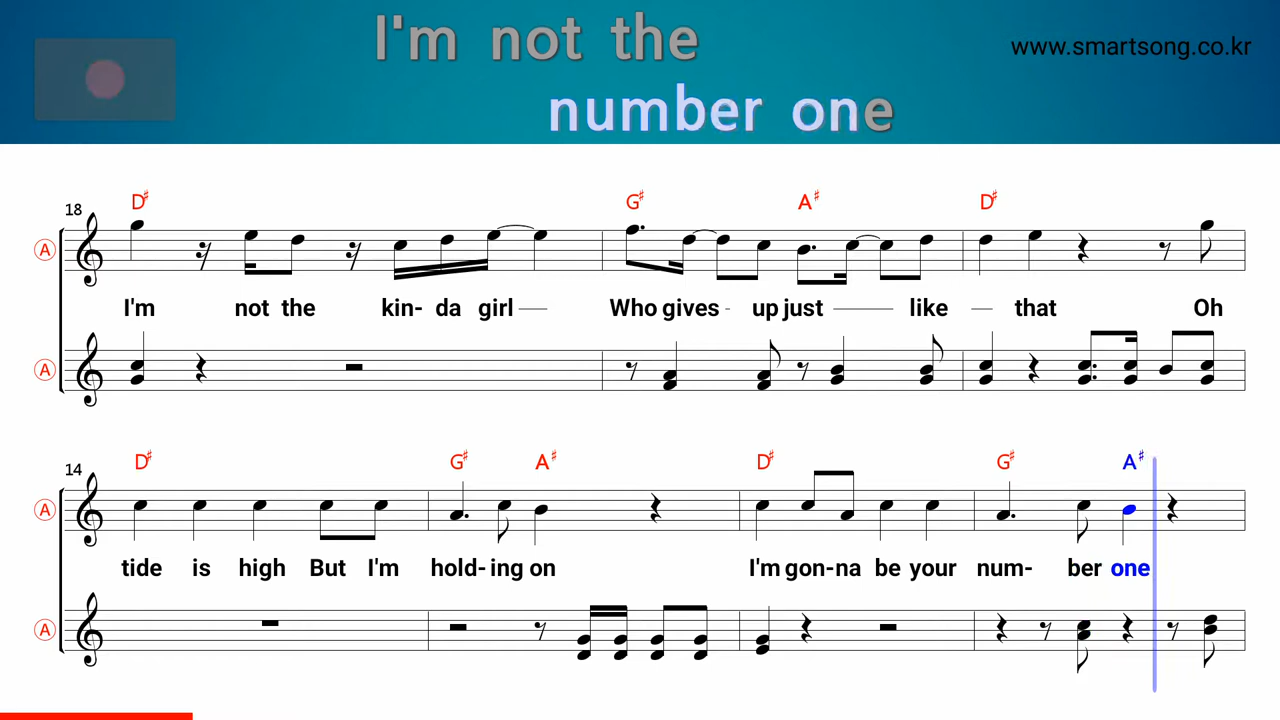 I'm not the
number one
www.smartsong.co.kr
18
D♯ G♯ A♯ D♯
A
I'm not the kin- da girl Who gives - up just like that Oh
A
14
D♯ G♯ A♯ D♯ G♯ A♯
A
tide is high But I'm hold- ing on I'm gon-na be your num- ber one
A